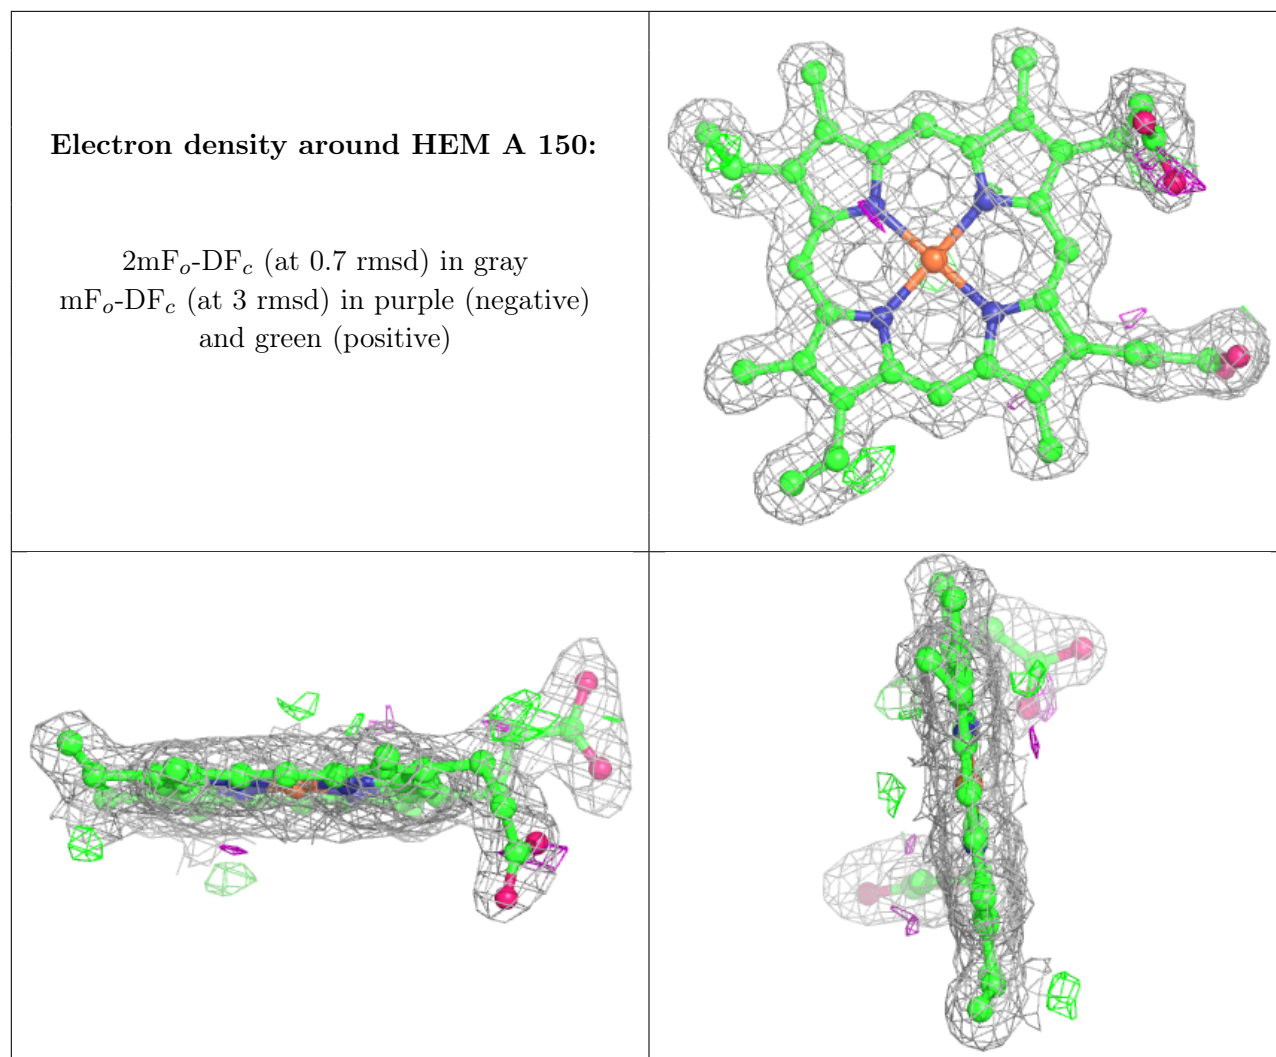 Electron density around HEM A 150:
2mFₒ-DF𝒸 (at 0.7 rmsd) in gray
mFₒ-DF𝒸 (at 3 rmsd) in purple (negative)
and green (positive)